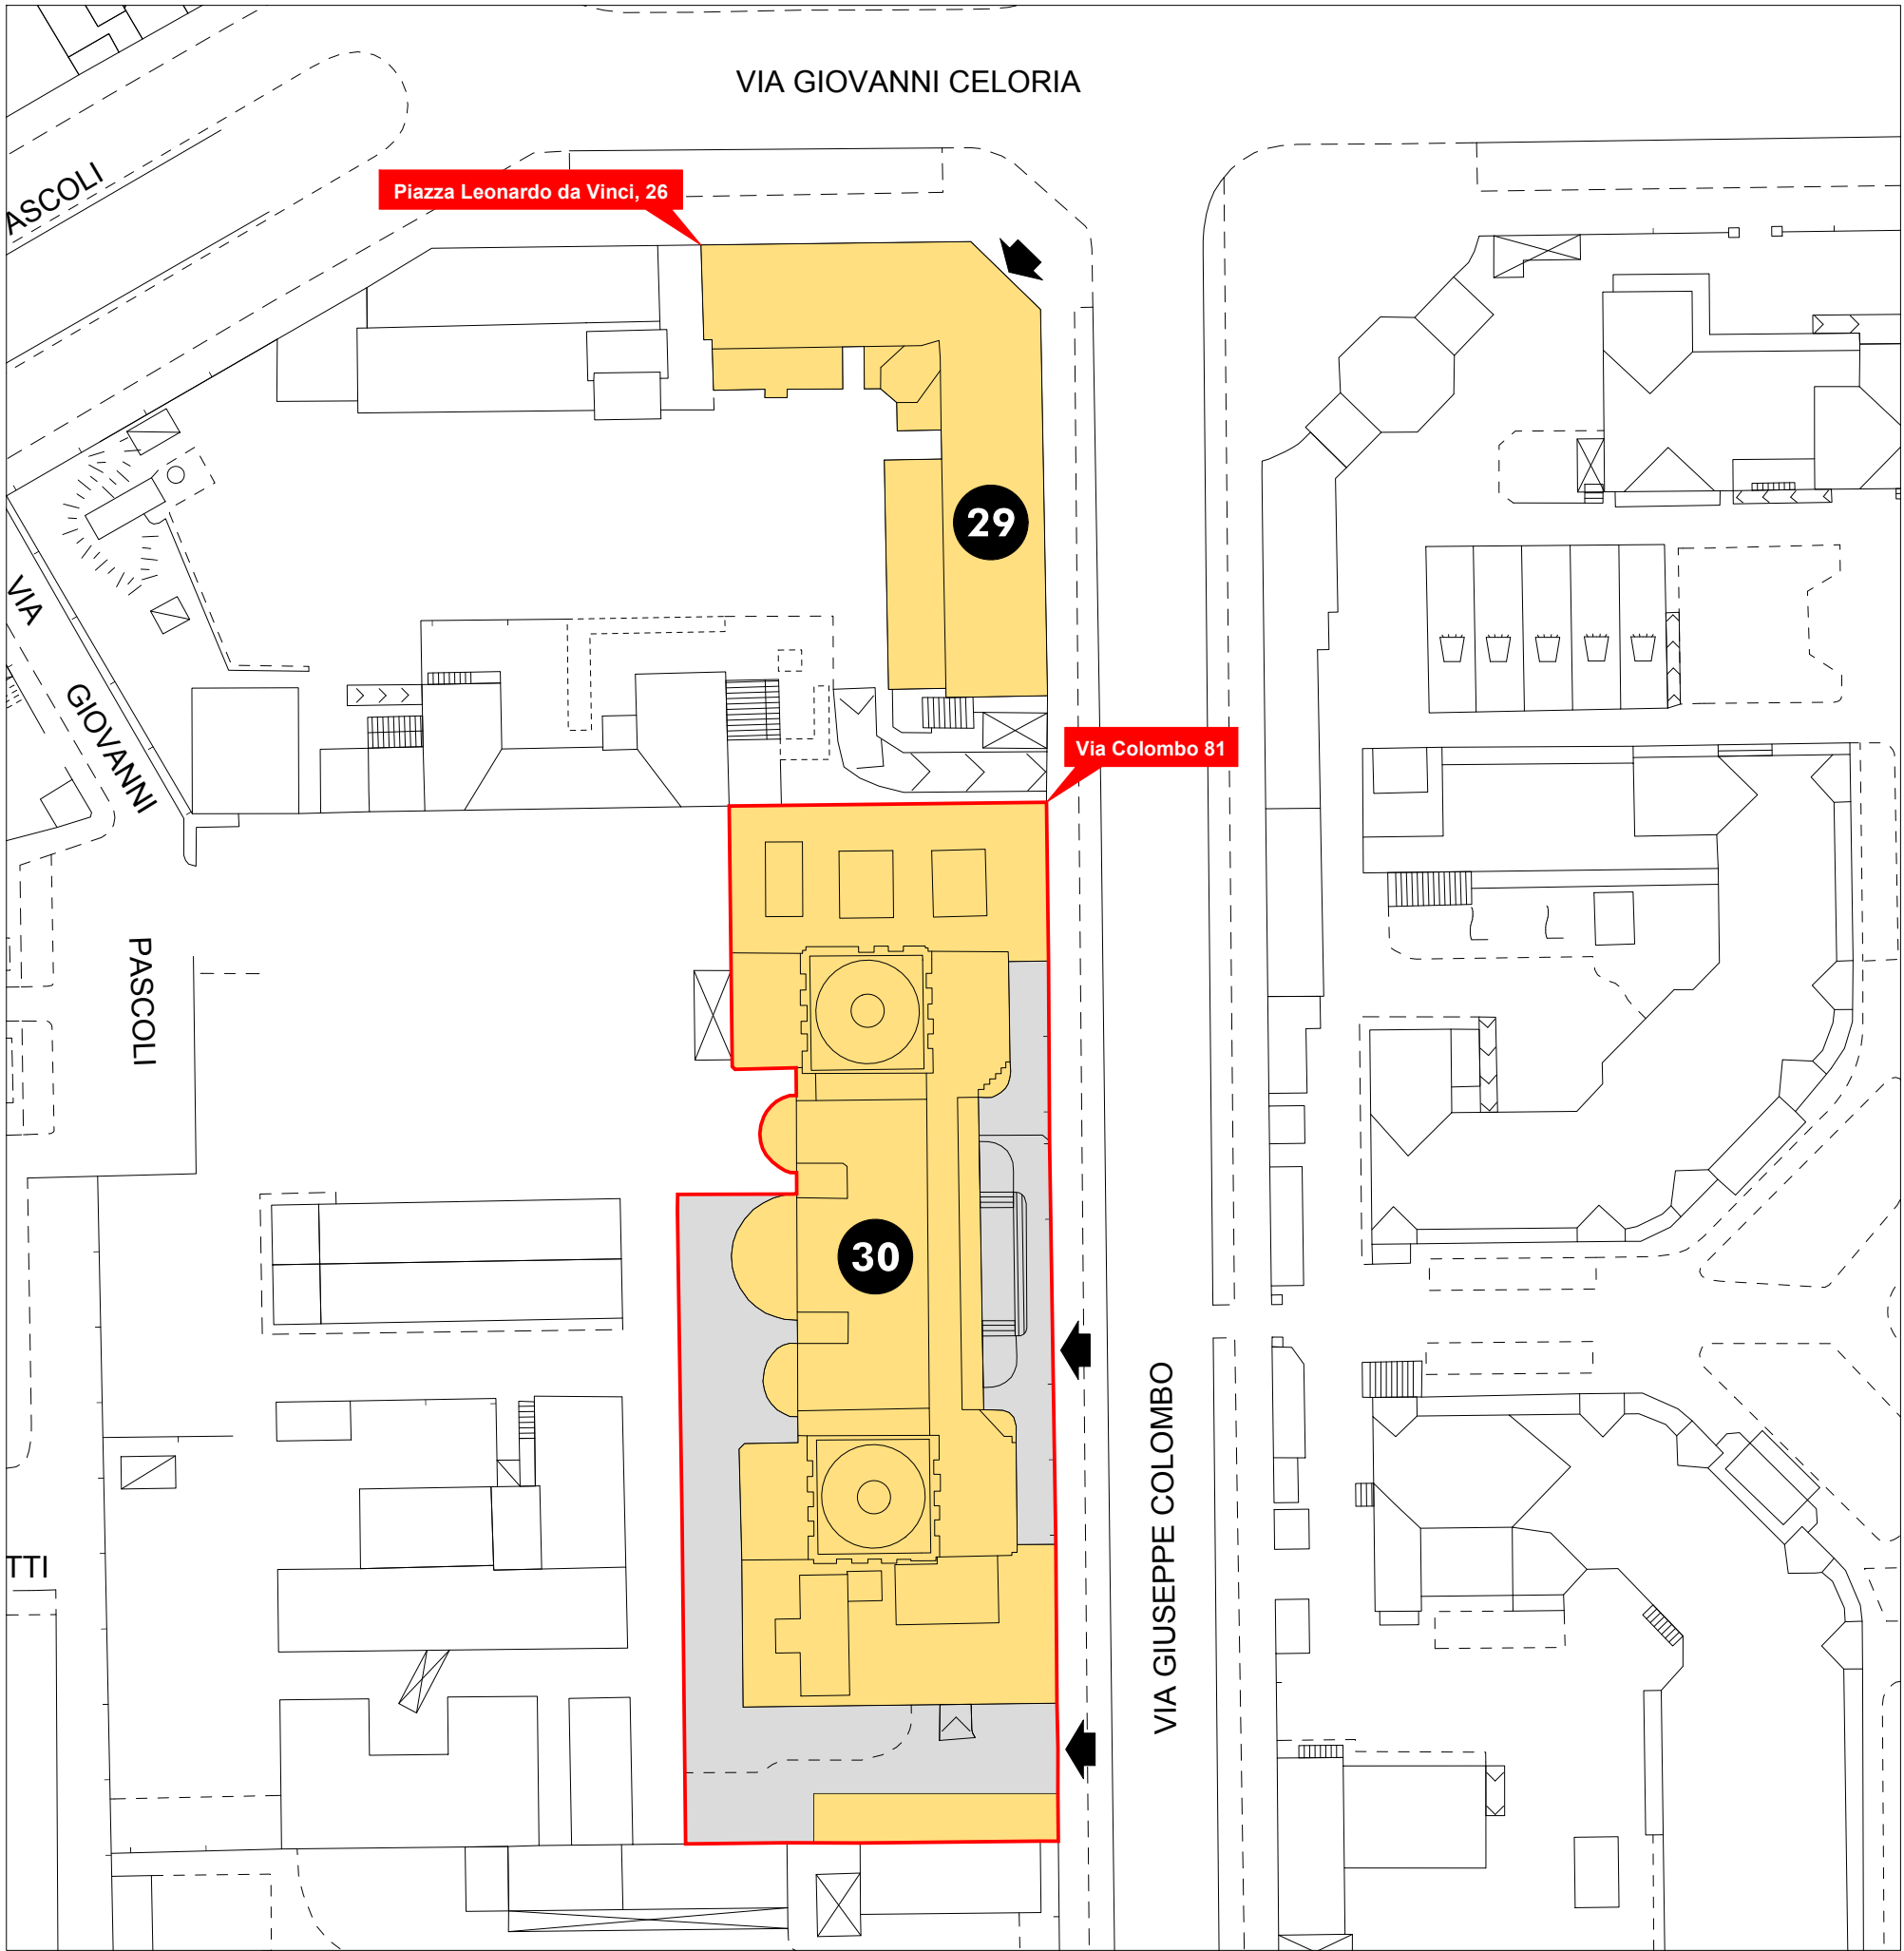 VIA GIOVANNI CELORIA
ASCOLI
Piazza Leonardo da Vinci, 26
29
VIA
GIOVANNI
PASCOLI
Via Colombo 81
30
VIA GIUSEPPE COLOMBO
TTI